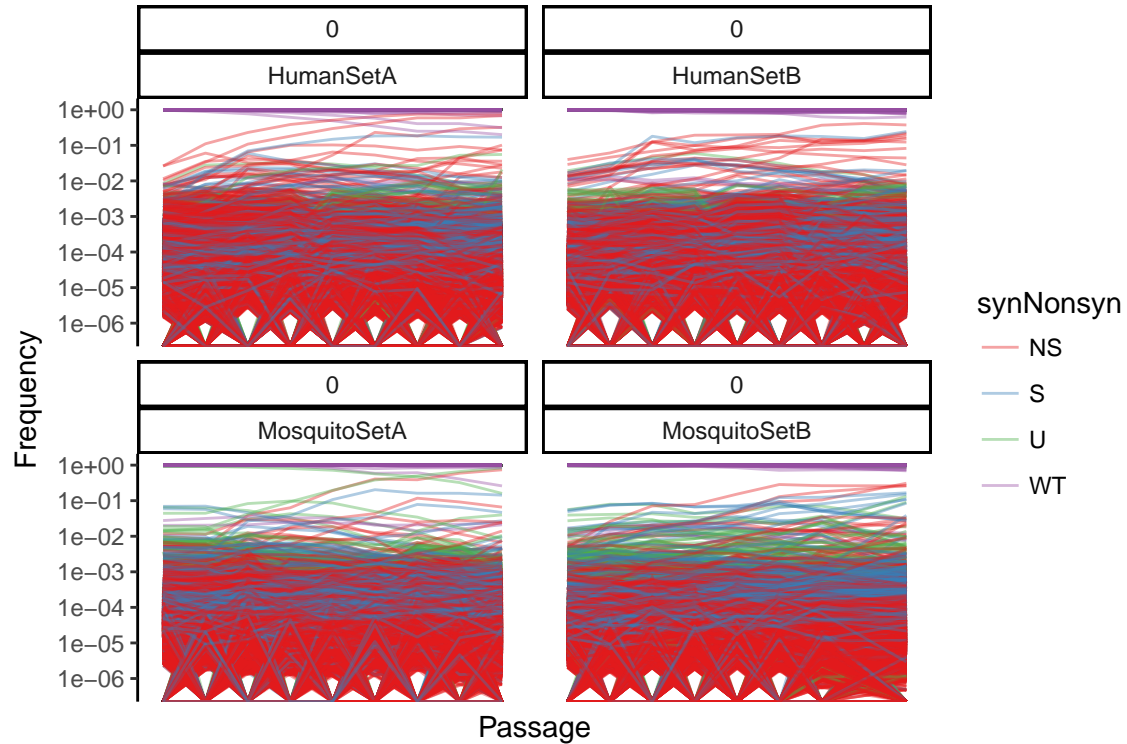 0
0
HumanSetA
HumanSetB
1e+00
1e−01
1e−02
1e−03
1e−04
1e−05
1e−06
0
0
MosquitoSetA
MosquitoSetB
1e+00
1e−01
1e−02
1e−03
1e−04
1e−05
1e−06
Frequency
Passage
synNonsyn
NS
S
U
WT